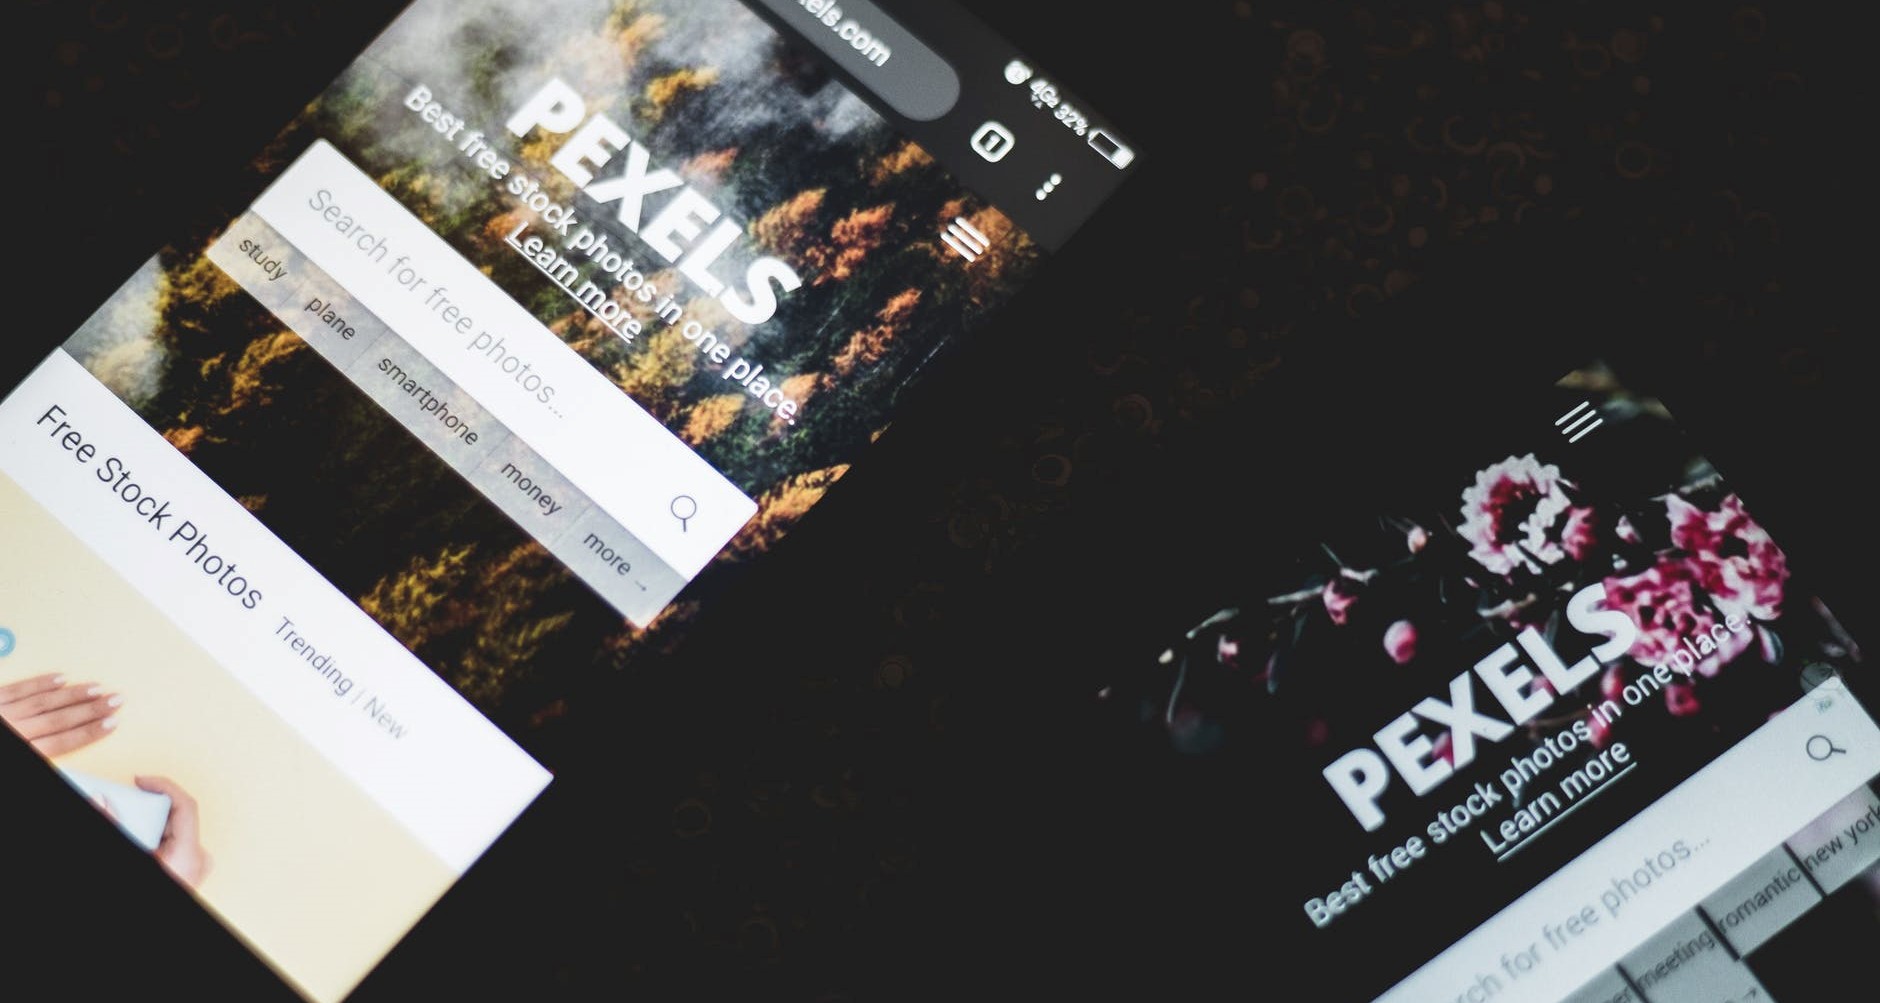 els.com
4G 32%
1
PEXELS
Best free stock photos in one place.
Learn more
Search for free photos...
study plane smartphone money more →
Free Stock Photos Trending | New
PEXELS
Best free stock photos in one place.
Learn more
rch for free photos...
meeting romantic new york